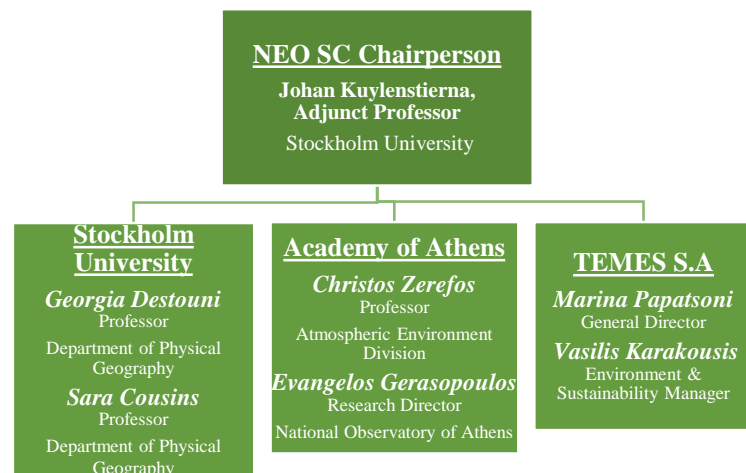 NEO SC Chairperson
Johan Kuylenstierna,
Adjunct Professor
Stockholm University
Stockholm
University
Georgia Destouni
Professor
Department of Physical
Geography
Sara Cousins
Professor
Department of Physical
Geography
Academy of Athens
Christos Zerefos
Professor
Atmospheric Environment
Division
Evangelos Gerasopoulos
Research Director
National Observatory of Athens
TEMES S.A
Marina Papatsoni
General Director
Vasilis Karakousis
Environment &
Sustainability Manager